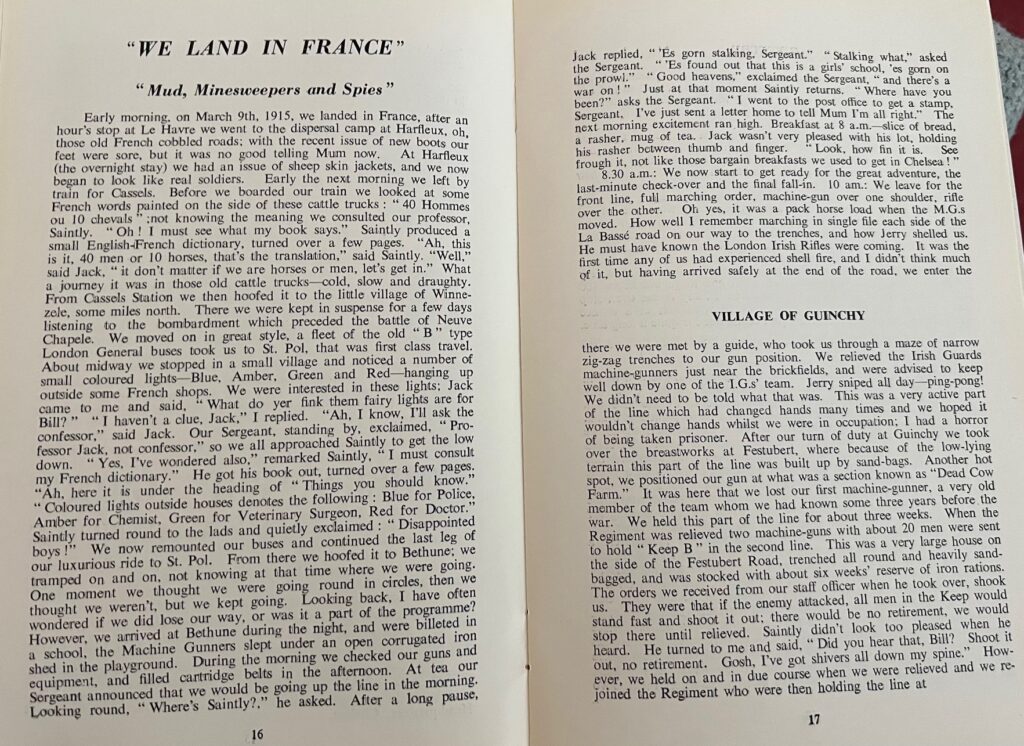 "WE LAND IN FRANCE"
"Mud, Minesweepers and Spies"
Early morning, on March 9th, 1915, we landed in France, after an
hour's stop at Le Havre we went to the dispersal camp at Harfleux, oh,
those old French cobbled roads; with the recent issue of new boots our
feet were sore, but it was no good telling Mum now. At Harfleux
(the overnight stay) we had an issue of sheep skin jackets, and we now
began to look like real soldiers. Early the next morning we left by
train for Cassels. Before we boarded our train we looked at some
French words painted on the side of these cattle trucks : "40 Hommes
ou 10 chevals" ;not knowing the meaning we consulted our professor,
Saintly. "Oh! I must see what my book says." Saintly produced a
small English-French dictionary, turned over a few pages. "Ah, this
is it, 40 men or 10 horses, that's the translation," said Saintly. "Well,"
said Jack, "it don't matter if we are horses or men, let's get in." What
a journey it was in those old cattle trucks—cold, slow and draughty.
From Cassels Station we then hoofed it to the little village of Winne-
zele, some miles north. There we were kept in suspense for a few days
listening to the bombardment which preceded the battle of Neuve
Chapele. We moved on in great style, a fleet of the old "B" type
London General buses took us to St. Pol, that was first class travel.
About midway we stopped in a small village and noticed a number of
small coloured lights—Blue, Amber, Green and Red—hanging up
outside some French shops. We were interested in these lights; Jack
came to me and said, "What do yer fink them fairy lights are for
Bill?" "I haven't a clue, Jack," I replied. "Ah, I know, I'll ask the
confessor," said Jack. Our Sergeant, standing by, exclaimed, "Pro-
fessor Jack, not confessor," so we all approached Saintly to get the low
down. "Yes, I've wondered also," remarked Saintly, "I must consult
my French dictionary." He got his book out, turned over a few pages.
"Ah, here it is under the heading of "Things you should know."
"Coloured lights outside houses denotes the following : Blue for Police,
Amber for Chemist, Green for Veterinary Surgeon, Red for Doctor."
Saintly turned round to the lads and quietly exclaimed : "Disappointed
boys!" We now remounted our buses and continued the last leg of
our luxurious ride to St. Pol. From there we hoofed it to Bethune; we
tramped on and on, not knowing at that time where we were going.
One moment we thought we were going round in circles, then we
thought we weren't, but we kept going. Looking back, I have often
wondered if we did lose our way, or was it a part of the programme?
However, we arrived at Bethune during the night, and were billeted in
a school, the Machine Gunners slept under an open corrugated iron
shed in the playground. During the morning we checked our guns and
equipment, and filled cartridge belts in the afternoon. At tea our
Sergeant announced that we would be going up the line in the morning.
Looking round, "Where's Saintly?," he asked. After a long pause,
16
Jack replied, "'Es gorn stalking, Sergeant." "Stalking what," asked
the Sergeant. "'Es found out that this is a girls' school, 'es gorn on
the prowl." "Good heavens," exclaimed the Sergeant, "and there's a
war on!" Just at that moment Saintly returns. "Where have you
been?" asks the Sergeant. "I went to the post office to get a stamp,
Sergeant, I've just sent a letter home to tell Mum I'm all right." The
next morning excitement ran high. Breakfast at 8 a.m.—slice of bread,
a rasher, mug of tea. Jack wasn't very pleased with his lot, holding
his rasher between thumb and finger. "Look, how fin it is. See
frough it, not like those bargain breakfasts we used to get in Chelsea!"
8.30 a.m.: We now start to get ready for the great adventure, the
last-minute check-over and the final fall-in. 10 am.: We leave for the
front line, full marching order, machine-gun over one shoulder, rifle
over the other. Oh yes, it was a pack horse load when the M.G.s
moved. How well I remember marching in single file each side of the
La Bassé road on our way to the trenches, and how Jerry shelled us.
He must have known the London Irish Rifles were coming. It was the
first time any of us had experienced shell fire, and I didn't think much
of it, but having arrived safely at the end of the road, we enter the
VILLAGE OF GUINCHY
there we were met by a guide, who took us through a maze of narrow
zig-zag trenches to our gun position. We relieved the Irish Guards
machine-gunners just near the brickfields, and were advised to keep
well down by one of the I.Gs' team. Jerry sniped all day—ping-pong!
We didn't need to be told what that was. This was a very active part
of the line which had changed hands many times and we hoped it
wouldn't change hands whilst we were in occupation; I had a horror
of being taken prisoner. After our turn of duty at Guinchy we took
over the breastworks at Festubert, where because of the low-lying
terrain this part of the line was built up by sand-bags. Another hot
spot, we positioned our gun at what was a section known as "Dead Cow
Farm." It was here that we lost our first machine-gunner, a very old
member of the team whom we had known some three years before the
war. We held this part of the line for about three weeks. When the
Regiment was relieved two machine-guns with about 20 men were sent
to hold "Keep B" in the second line. This was a very large house on
the side of the Festubert Road, trenched all round and heavily sand-
bagged, and was stocked with about six weeks' reserve of iron rations.
The orders we received from our staff officer when he took over, shook
us. They were that if the enemy attacked, all men in the Keep would
stand fast and shoot it out; there would be no retirement, we would
stop there until relieved. Saintly didn't look too pleased when he
heard. He turned to me and said, "Did you hear that, Bill? Shoot it
out, no retirement. Gosh, I've got shivers all down my spine." How-
ever, we held on and in due course when we were relieved and we re-
joined the Regiment who were then holding the line at
17